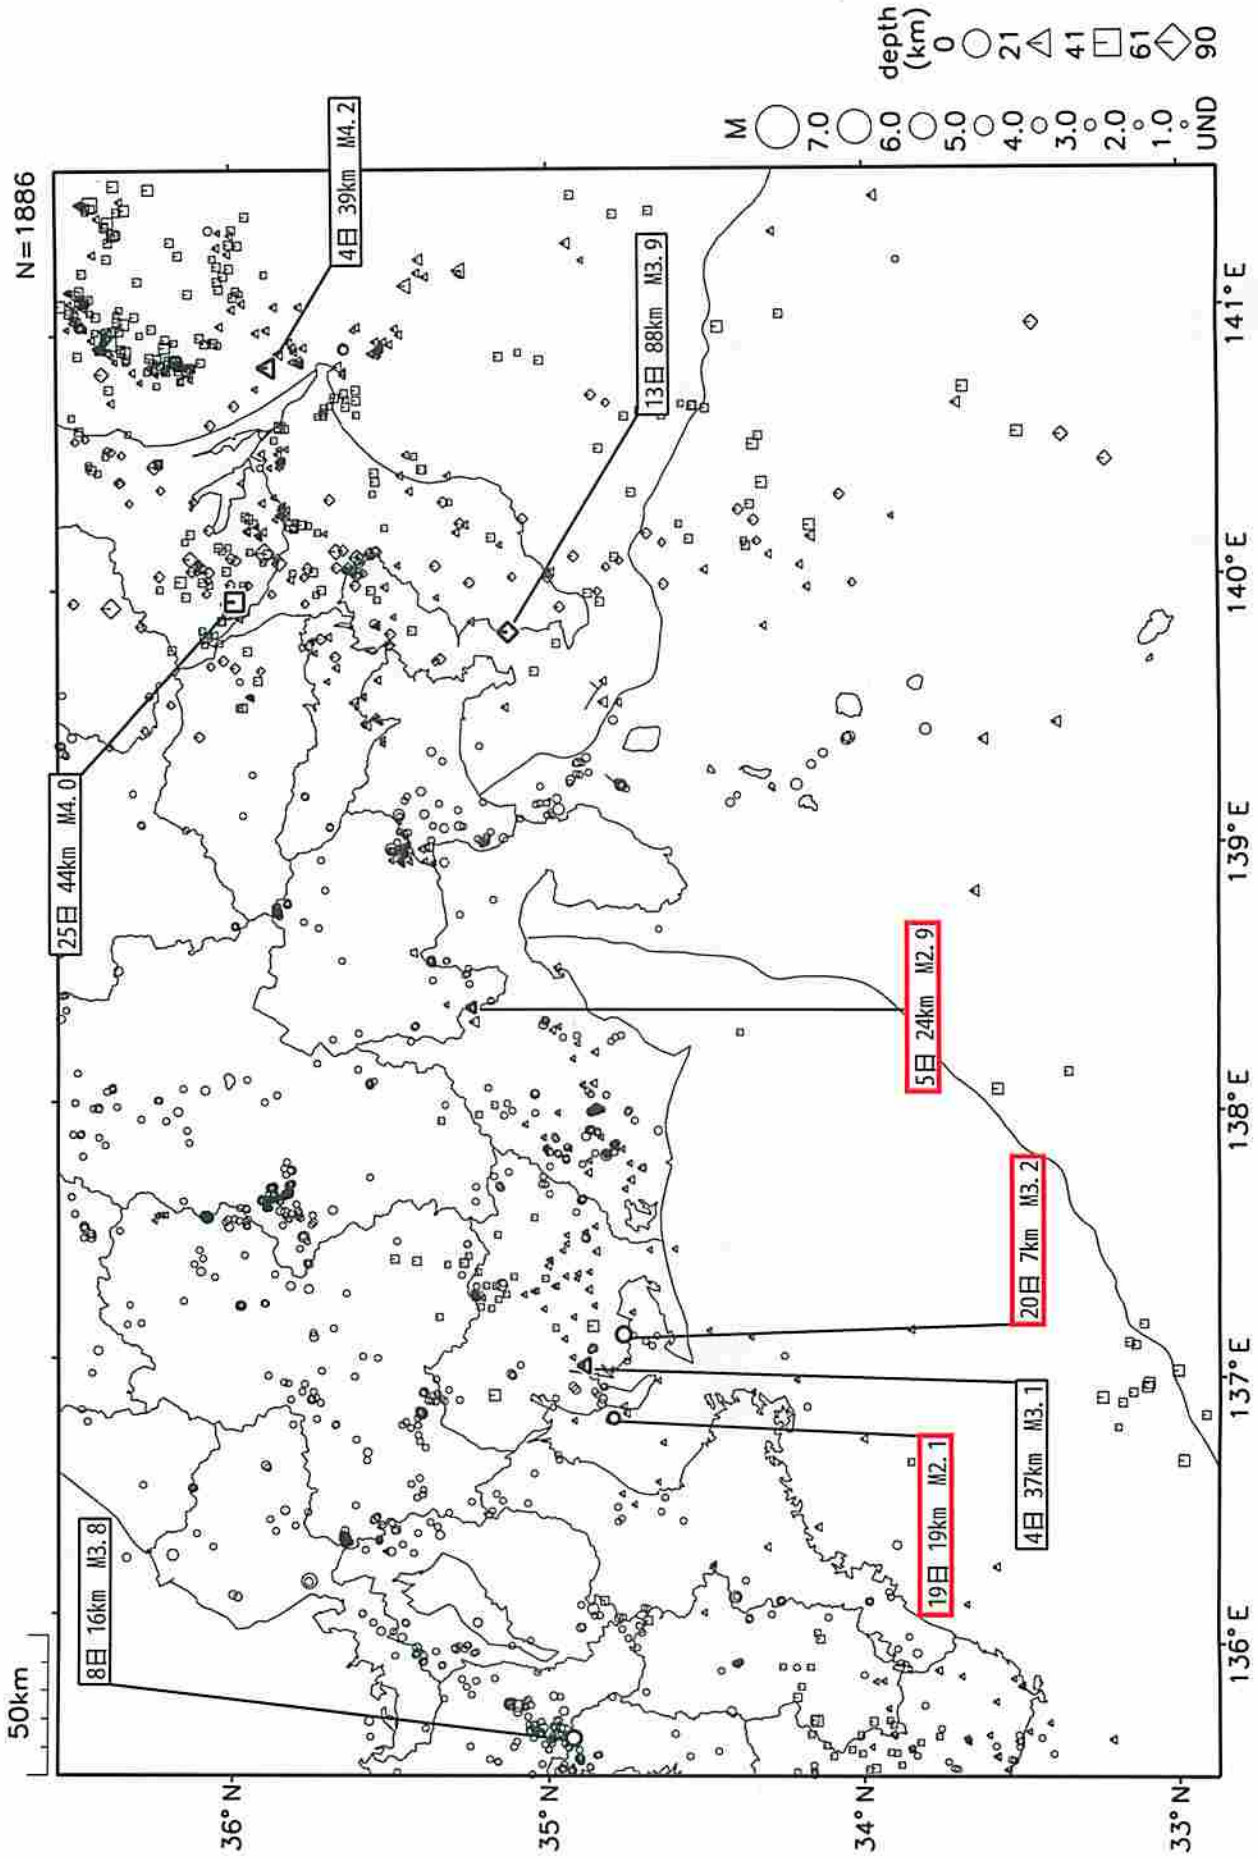 N=1886
50km
25日 44km M4.0
8日 16km M3.8
4日 39km M4.2
13日 88km M3.9
5日 24km M2.9
20日 7km M3.2
4日 37km M3.1
19日 19km M2.1
36°N
35°N
34°N
33°N
136°E
137°E
138°E
139°E
140°E
141°E
M
7.0
6.0
5.0
4.0
3.0
2.0
1.0
UND
depth
(km)
0
21
41
61
90